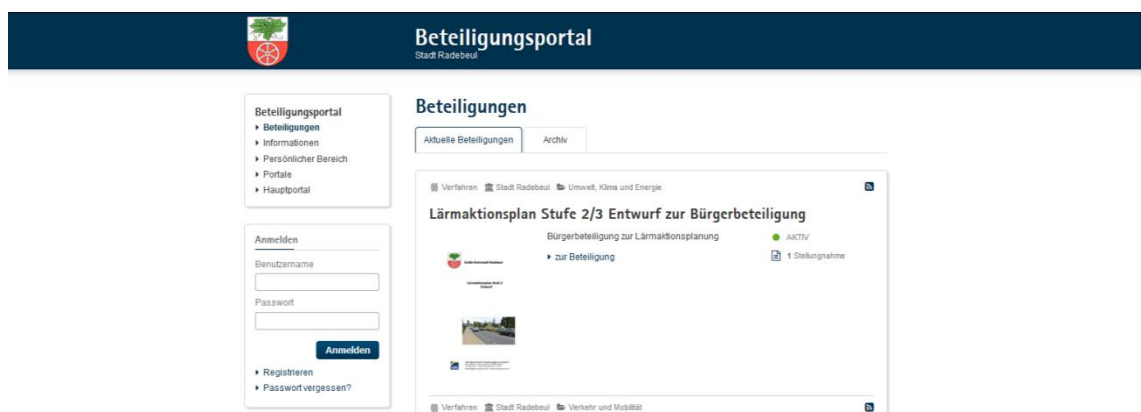 Beteiligungsportal
Stadt Radebeul
Beteiligungsportal
Beteiligungen
Informationen
Persönlicher Bereich
Portale
Hauptportal
Anmelden
Benutzername
Passwort
Anmelden
Registrieren
Passwort vergessen?
Beteiligungen
Aktuelle Beteiligungen
Archiv
Verfahren Stadt Radebeul Umwelt, Klima und Energie
Lärmaktionsplan Stufe 2/3 Entwurf zur Bürgerbeteiligung
Bürgerbeteiligung zur Lärmaktionsplanung
AKTIV
zur Beteiligung
1 Stellungnahme
Verfahren Stadt Radebeul Verkehr und Mobilität